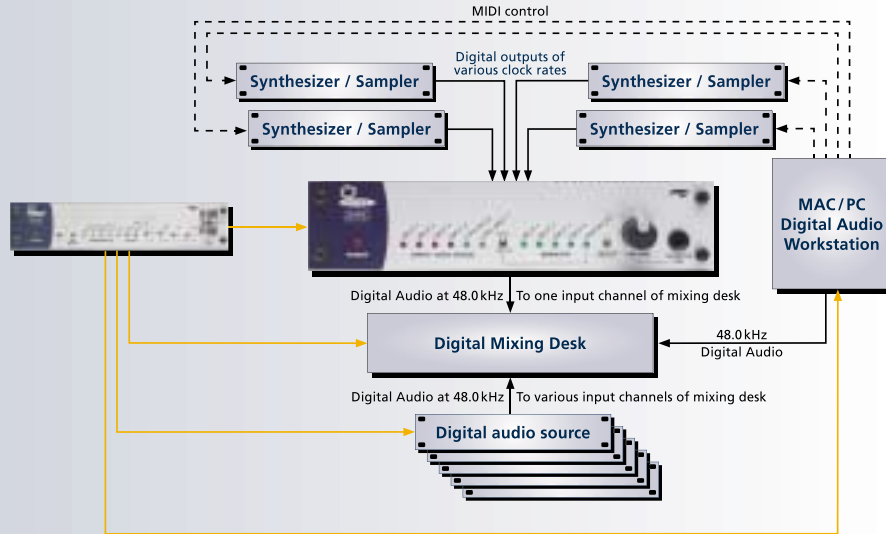 MIDI control
Digital outputs of
various clock rates
Synthesizer / Sampler
Synthesizer / Sampler
Synthesizer / Sampler
Synthesizer / Sampler
MAC / PC
Digital Audio
Workstation
Digital Audio at 48.0 kHz
To one input channel of mixing desk
Digital Mixing Desk
48.0 kHz
Digital Audio
Digital Audio at 48.0 kHz
To various input channels of mixing desk
Digital audio source